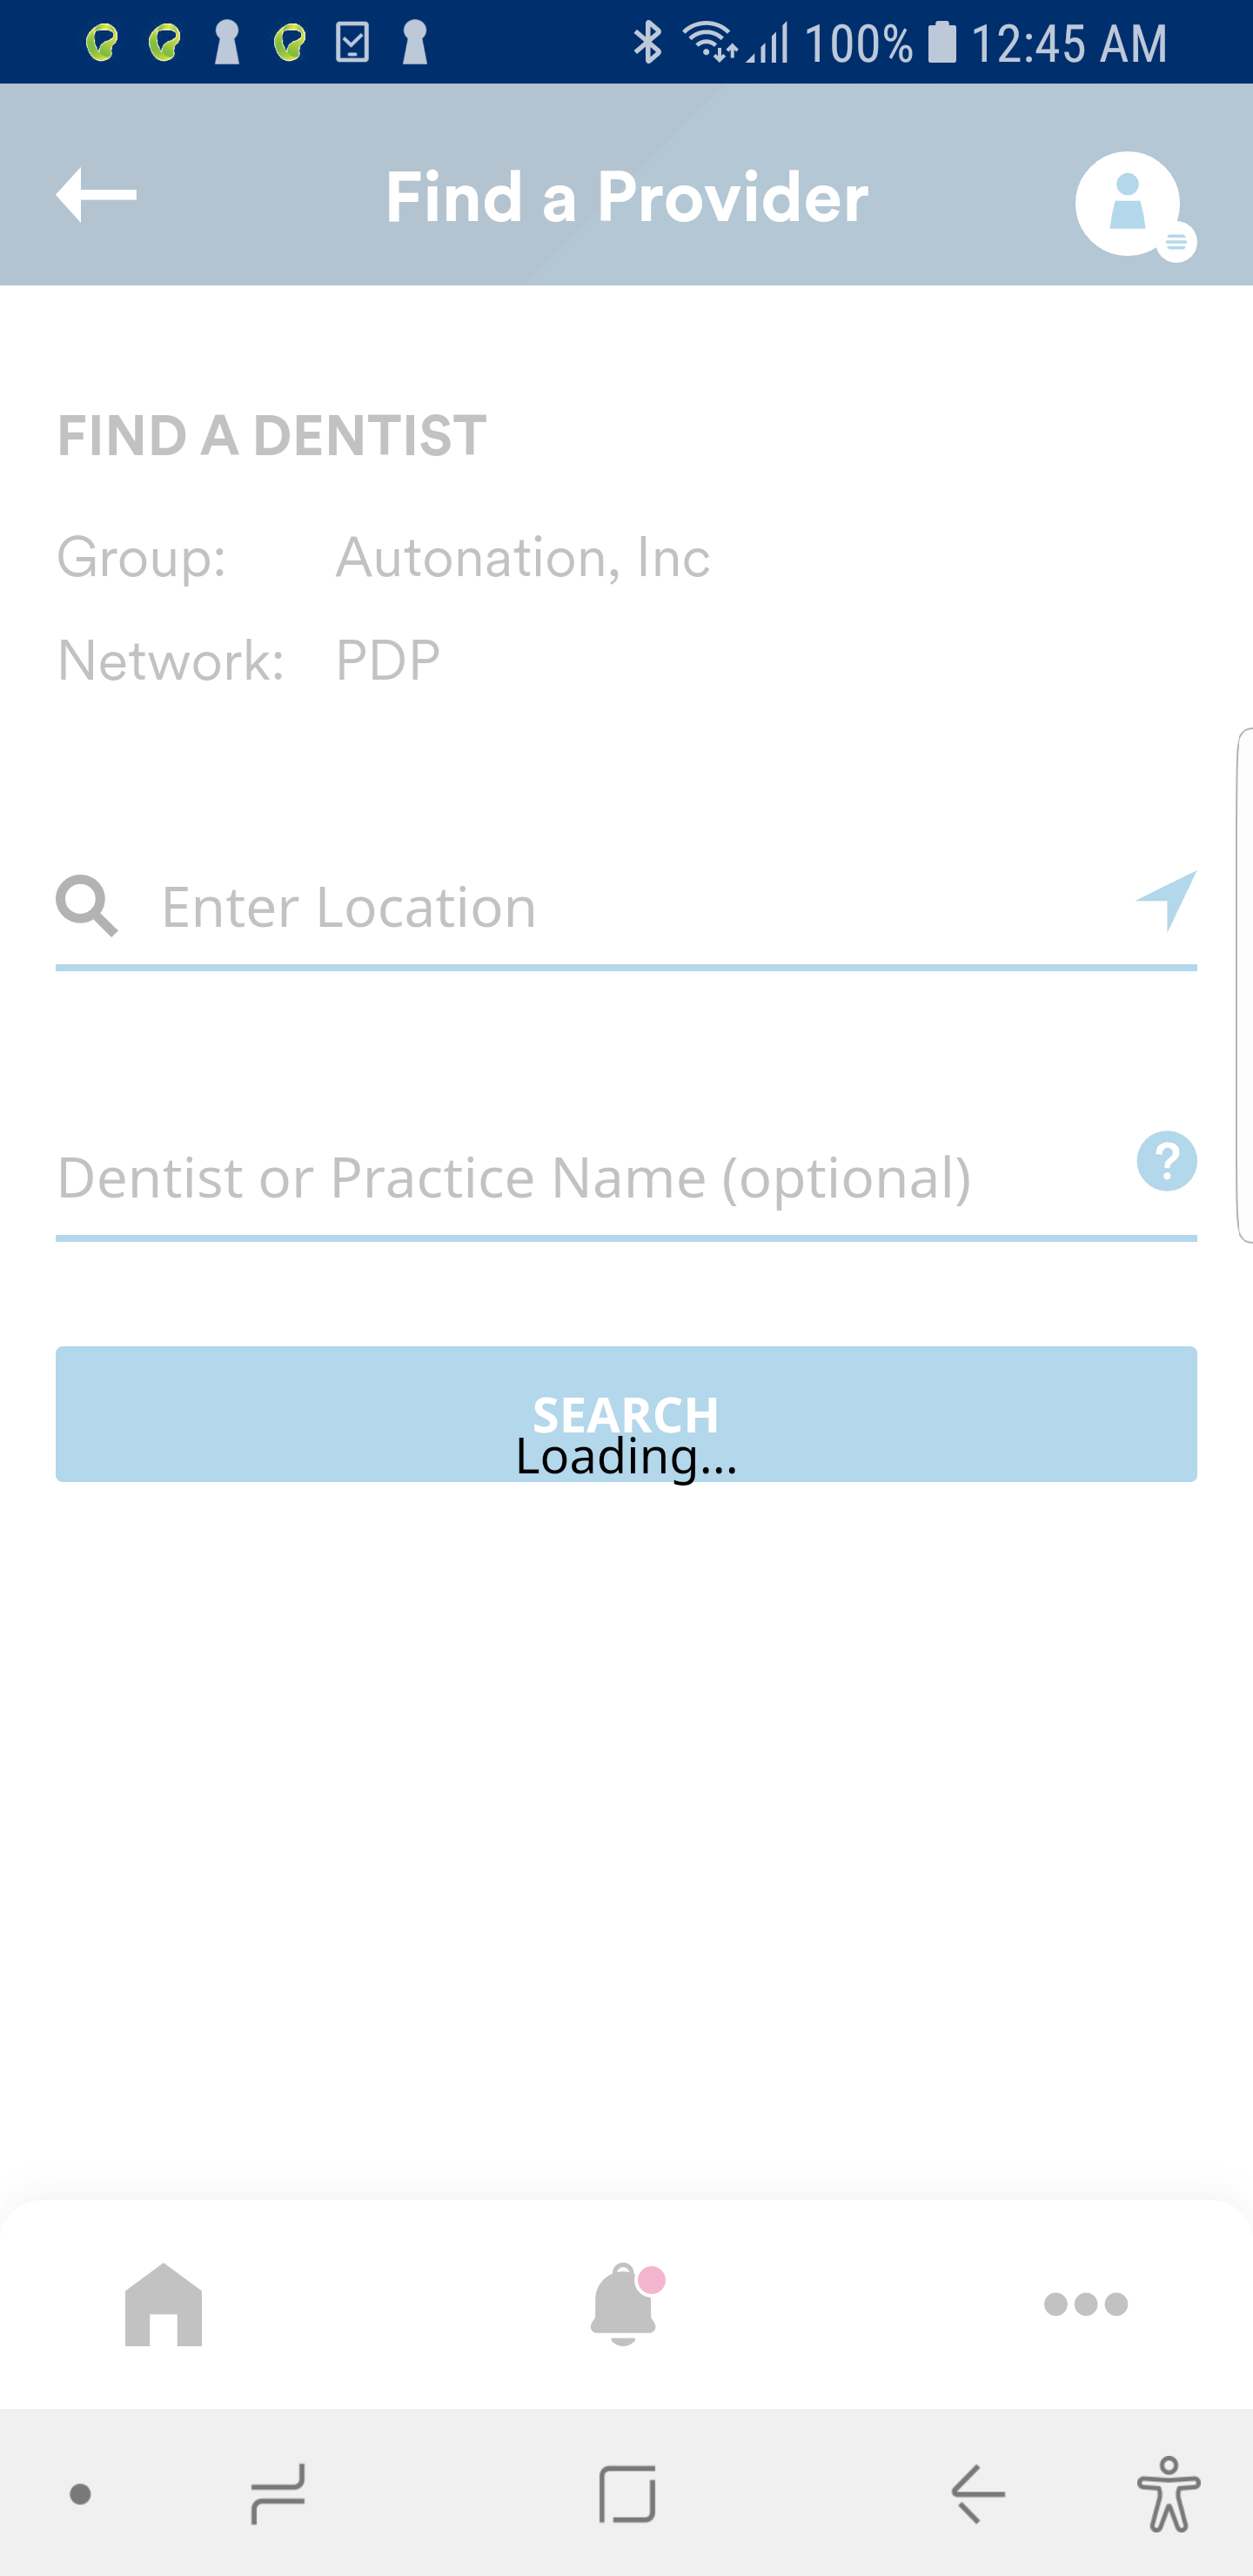 100% 12:45 AM
Find a Provider
FIND A DENTIST
Group: Autonation, Inc
Network: PDP
Enter Location
Dentist or Practice Name (optional)
?
SEARCH
Loading...